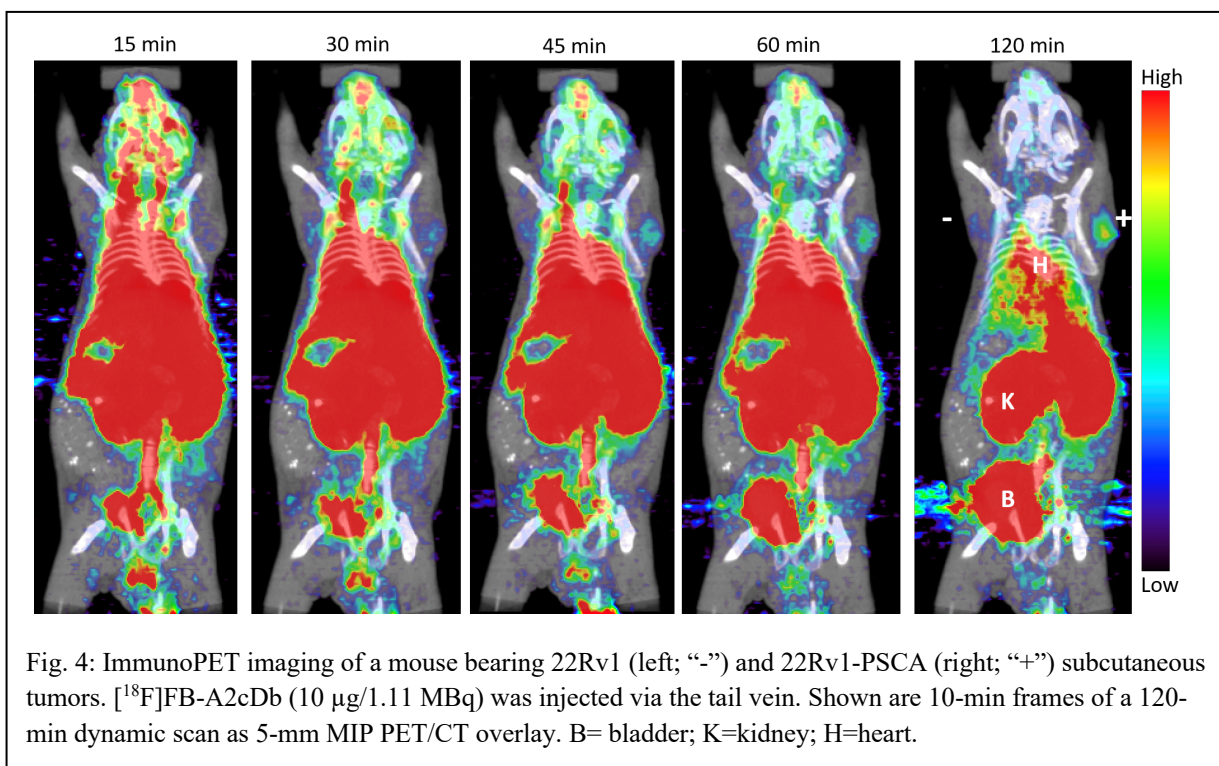 15 min
30 min
45 min
60 min
120 min
High
-
+
H
K
B
Low
Fig. 4: ImmunoPET imaging of a mouse bearing 22Rv1 (left; “-”) and 22Rv1-PSCA (right; “+”) subcutaneous
tumors. [¹⁸F]FB-A2cDb (10 µg/1.11 MBq) was injected via the tail vein. Shown are 10-min frames of a 120-
min dynamic scan as 5-mm MIP PET/CT overlay. B= bladder; K=kidney; H=heart.